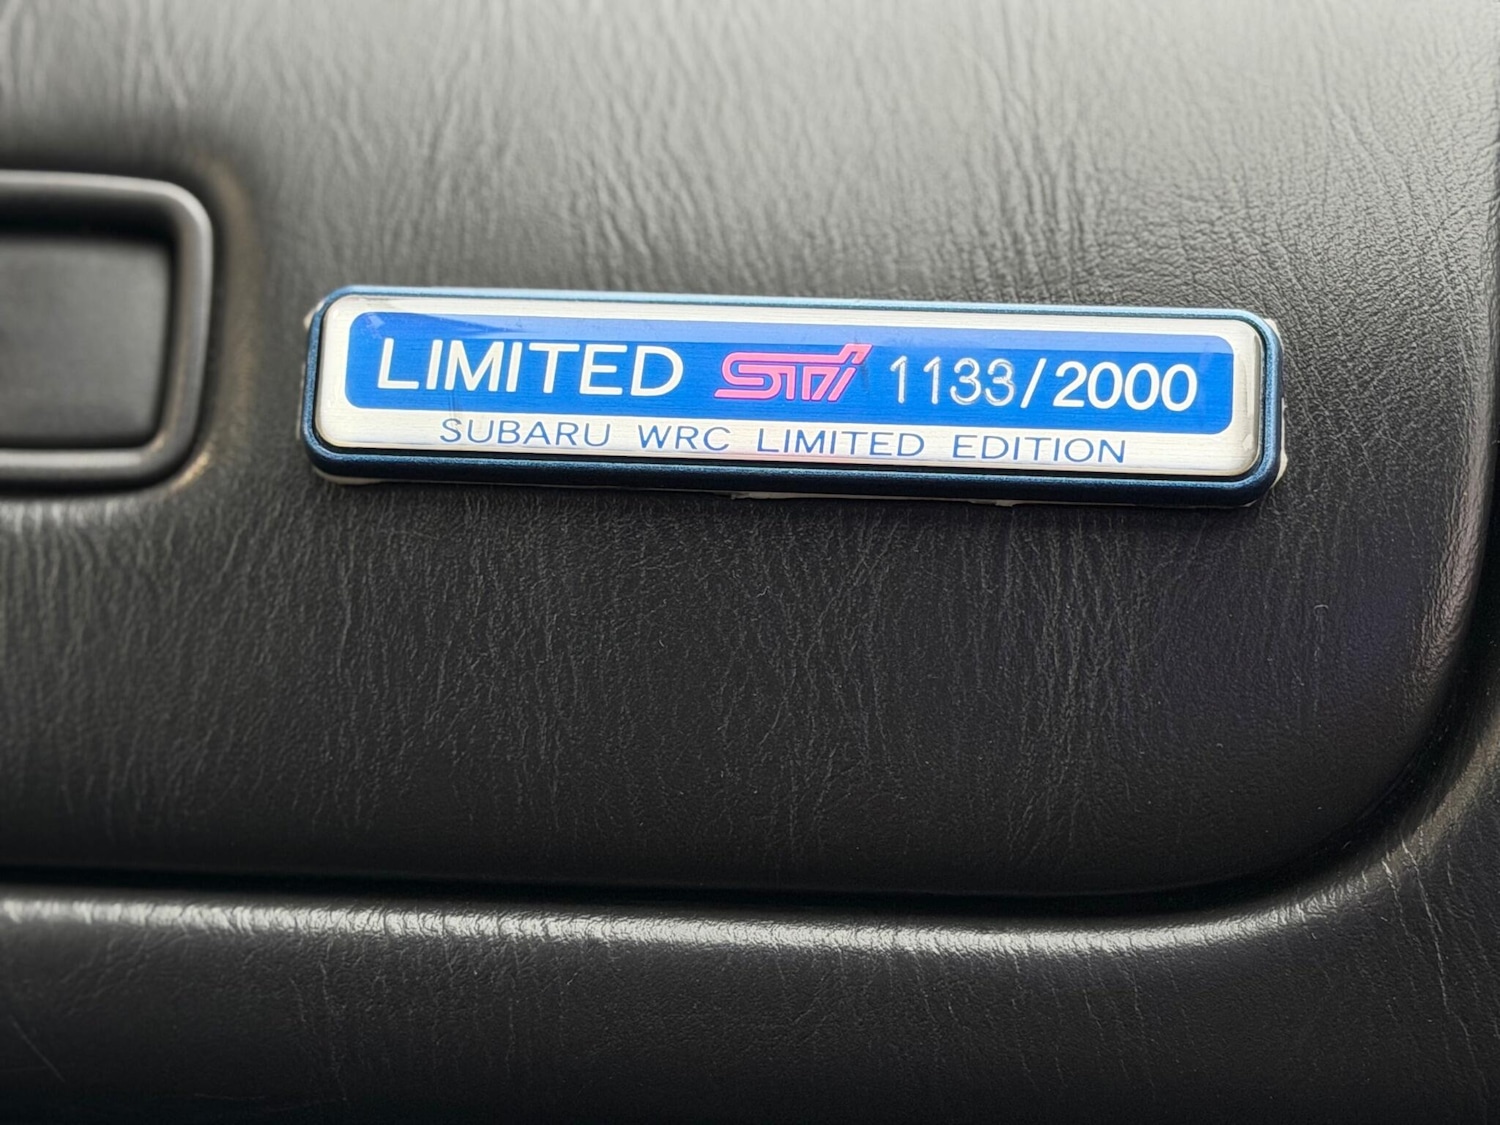 LIMITED STi 1133/2000
SUBARU WRC LIMITED EDITION